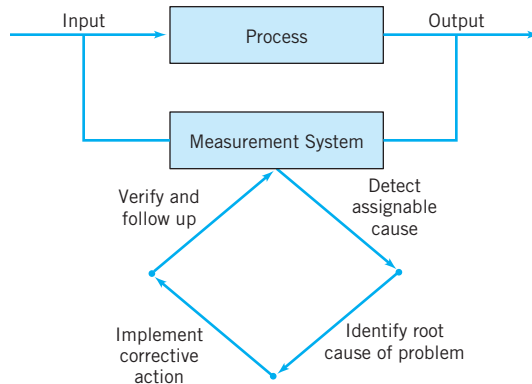 Input
Output
Process
Measurement System
Verify and
follow up
Detect
assignable
cause
Implement
corrective
action
Identify root
cause of problem